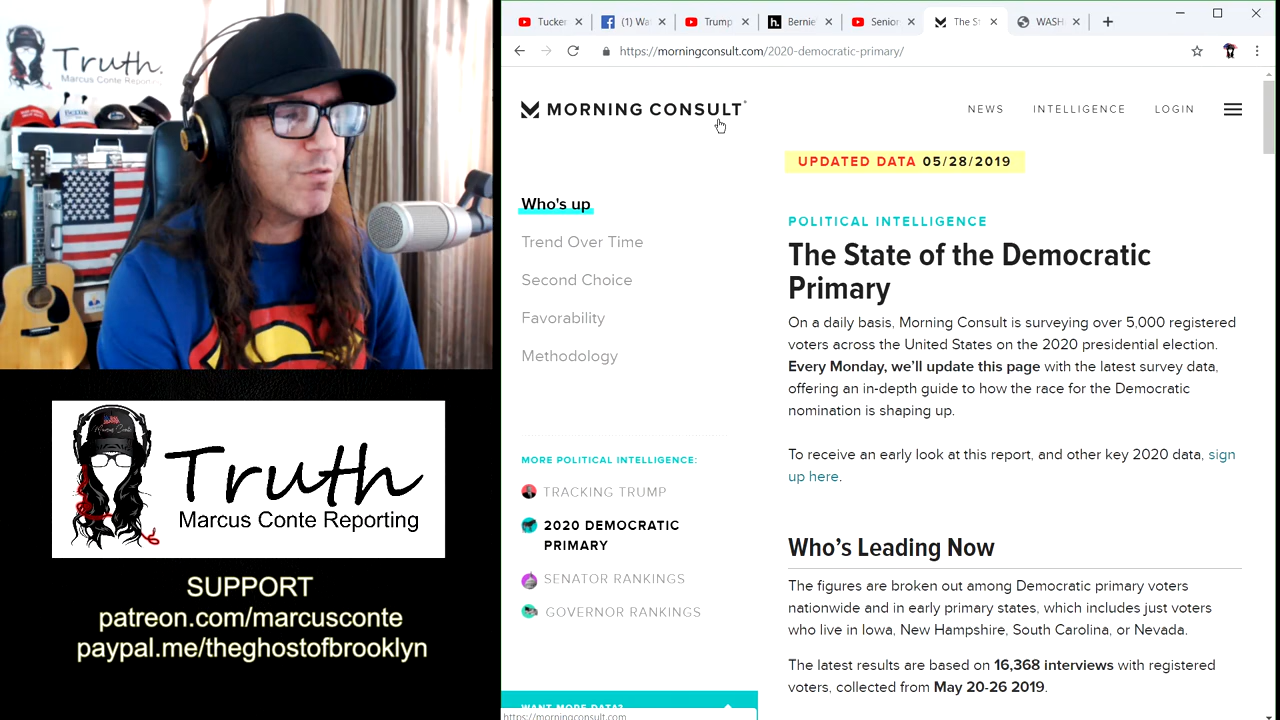 Truth.
Marcus Conte Reporting
Truth
Marcus Conte Reporting
SUPPORT
patreon.com/marcusconte
paypal.me/theghostofbrooklyn
Tucker
(1) Wa
Trump
Bernie
Senior
The S
WASH
https://morningconsult.com/2020-democratic-primary/
MORNING CONSULT
NEWS
INTELLIGENCE
LOGIN
Who's up
Trend Over Time
Second Choice
Favorability
Methodology
MORE POLITICAL INTELLIGENCE:
TRACKING TRUMP
2020 DEMOCRATIC
PRIMARY
SENATOR RANKINGS
GOVERNOR RANKINGS
WANT MORE DATA?
https://morningconsult.com
UPDATED DATA 05/28/2019
POLITICAL INTELLIGENCE
The State of the Democratic
Primary
On a daily basis, Morning Consult is surveying over 5,000 registered
voters across the United States on the 2020 presidential election.
Every Monday, we'll update this page with the latest survey data,
offering an in-depth guide to how the race for the Democratic
nomination is shaping up.
To receive an early look at this report, and other key 2020 data, sign
up here.
Who's Leading Now
The figures are broken out among Democratic primary voters
nationwide and in early primary states, which includes just voters
who live in Iowa, New Hampshire, South Carolina, or Nevada.
The latest results are based on 16,368 interviews with registered
voters, collected from May 20-26 2019.